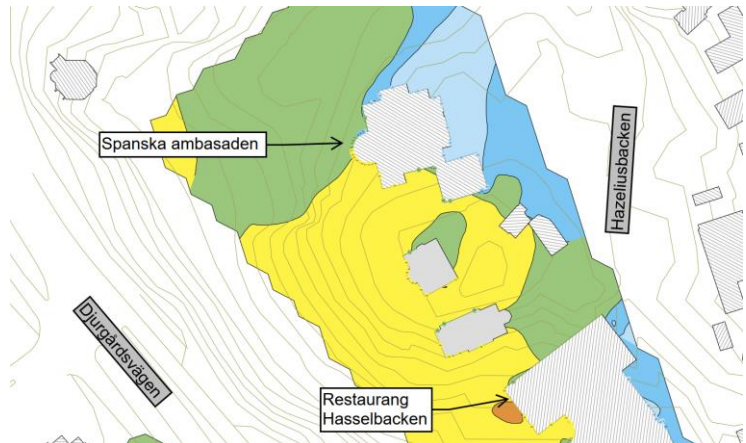 Spanska ambasaden
Hazeliusbacken
Djurgårdsvägen
Restaurang
Hasselbacken